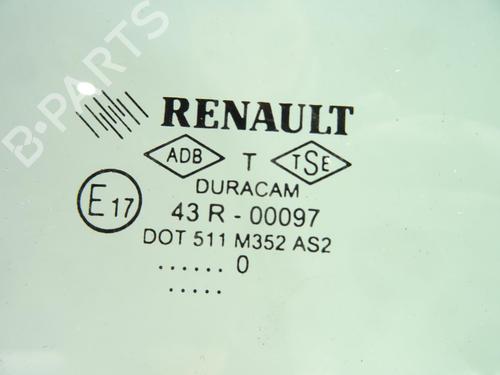 RENAULT
ADB T TSE
DURACAM
E17
43 R - 00097
DOT 511 M352 AS2
...... 0
.....
B-PARTS